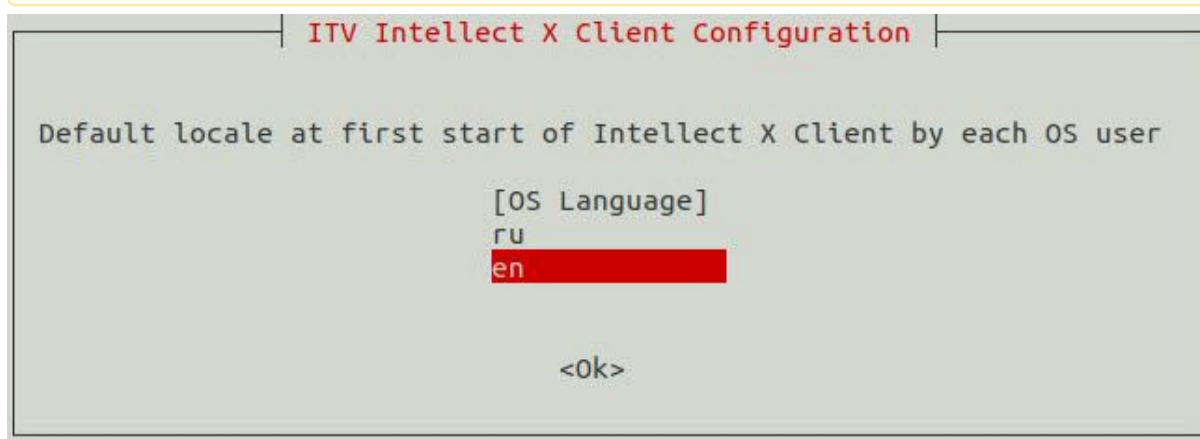 ITV Intellect X Client Configuration
Default locale at first start of Intellect X Client by each OS user
[OS Language]
ru
en
<Ok>